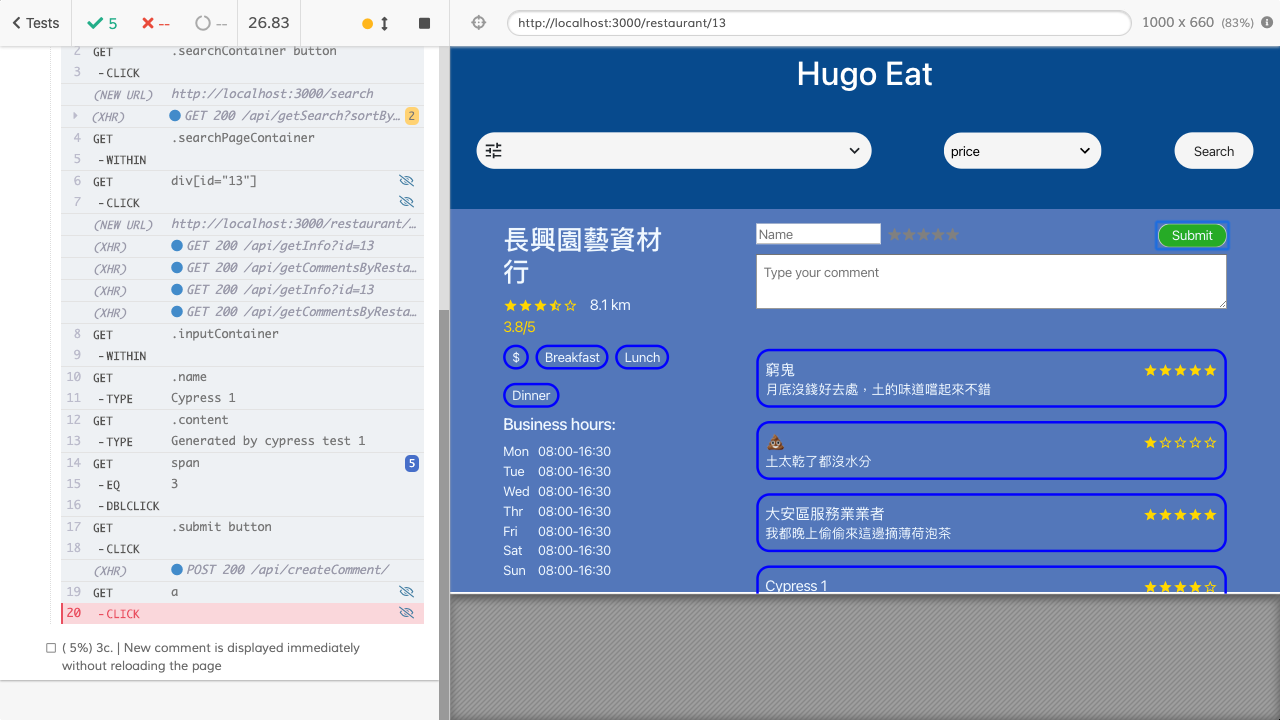 Tests
5
--
--
26.83
http://localhost:3000/restaurant/13
1000 x 660 (83%)
2 GET .searchContainer button
3 -CLICK
(NEW URL) http://localhost:3000/search
(XHR) GET 200 /api/getSearch?sortBy... 2
4 GET .searchPageContainer
5 -WITHIN
6 GET div[id="13"]
7 -CLICK
(NEW URL) http://localhost:3000/restaurant/...
(XHR) GET 200 /api/getInfo?id=13
(XHR) GET 200 /api/getCommentsByResta...
(XHR) GET 200 /api/getInfo?id=13
(XHR) GET 200 /api/getCommentsByResta...
8 GET .inputContainer
9 -WITHIN
10 GET .name
11 -TYPE Cypress 1
12 GET .content
13 -TYPE Generated by cypress test 1
14 GET span 5
15 -EQ 3
16 -DBLCLICK
17 GET .submit button
18 -CLICK
(XHR) POST 200 /api/createComment/
19 GET a
20 -CLICK
( 5%) 3c. | New comment is displayed immediately
without reloading the page
Hugo Eat
price
Search
長興園藝資材
行
8.1 km
3.8/5
$ Breakfast Lunch
Dinner
Business hours:
Mon 08:00-16:30
Tue 08:00-16:30
Wed 08:00-16:30
Thr 08:00-16:30
Fri 08:00-16:30
Sat 08:00-16:30
Sun 08:00-16:30
Name
Submit
Type your comment
窮鬼
月底沒錢好去處，土的味道嚐起來不錯
💩
土太乾了都沒水分
大安區服務業業者
我都晚上偷偷來這邊摘薄荷泡茶
Cypress 1